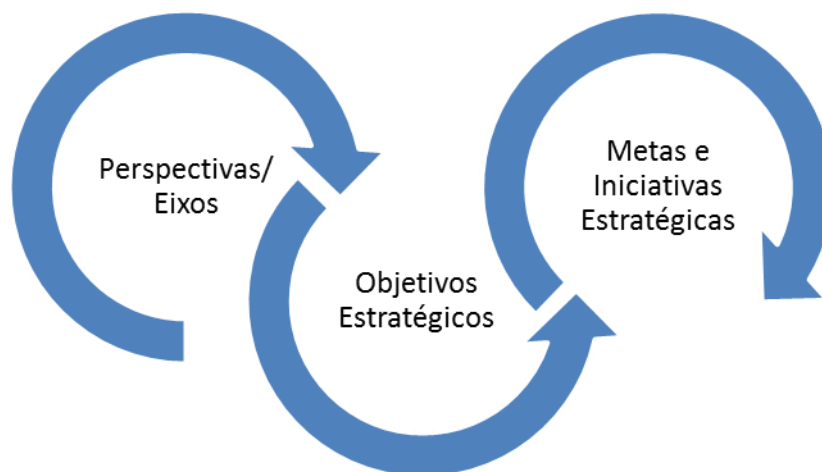 Perspectivas/
Eixos
Objetivos
Estratégicos
Metas e
Iniciativas
Estratégicas